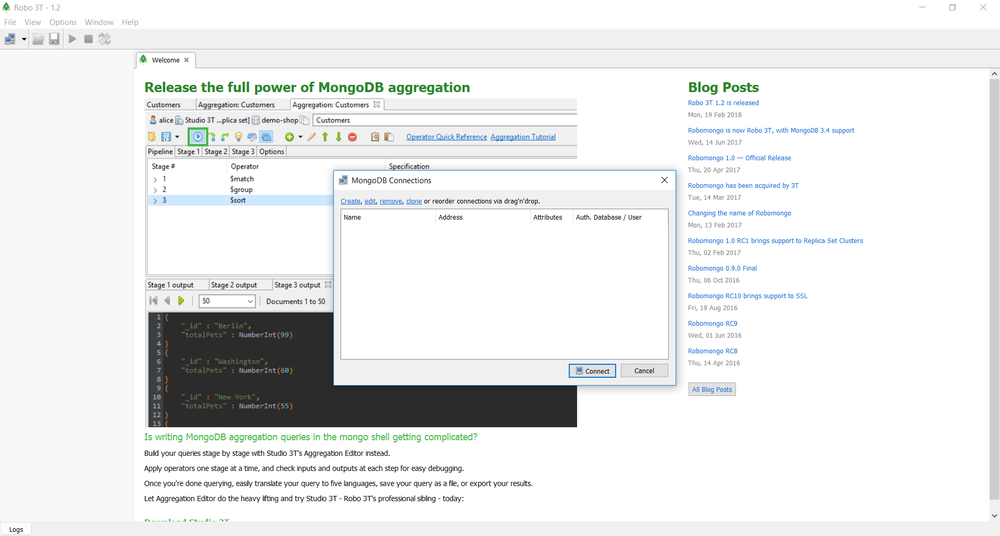 Robo 3T - 1.2
File View Options Window Help
Welcome
Release the full power of MongoDB aggregation
Customers Aggregation: Customers Aggregation: Customers
alice Studio 3T ...plica set] demo-shop Customers
Operator Quick Reference Aggregation Tutorial
Pipeline Stage 1 Stage 2 Stage 3 Options
Stage # Operator Specification
1 $match
2 $group
3 $sort
Stage 1 output Stage 2 output Stage 3 output
50 Documents 1 to 50
1 {
2 "_id" : "Berlin",
3 "totalPets" : NumberInt(99)
4 }
5 {
6 "_id" : "Washington",
7 "totalPets" : NumberInt(60)
8 }
9 {
10 "_id" : "New York",
11 "totalPets" : NumberInt(55)
12 }
13 {
MongoDB Connections
Create, edit, remove, clone or reorder connections via drag'n'drop.
Name Address Attributes Auth. Database / User
Connect Cancel
Is writing MongoDB aggregation queries in the mongo shell getting complicated?
Build your queries stage by stage with Studio 3T's Aggregation Editor instead.
Apply operators one stage at a time, and check inputs and outputs at each step for easy debugging.
Once you're done querying, easily translate your query to five languages, save your query as a file, or export your results.
Let Aggregation Editor do the heavy lifting and try Studio 3T - Robo 3T's professional sibling - today:
Download Studio 3T
Blog Posts
Robo 3T 1.2 is released
Mon, 19 Feb 2018
Robomongo is now Robo 3T, with MongoDB 3.4 support
Wed, 14 Jun 2017
Robomongo 1.0 — Official Release
Thu, 20 Apr 2017
Robomongo has been acquired by 3T
Tue, 14 Mar 2017
Changing the name of Robomongo
Mon, 13 Feb 2017
Robomongo 1.0 RC1 brings support to Replica Set Clusters
Thu, 02 Feb 2017
Robomongo 0.9.0 Final
Thu, 06 Oct 2016
Robomongo RC10 brings support to SSL
Fri, 19 Aug 2016
Robomongo RC9
Wed, 01 Jun 2016
Robomongo RC8
Thu, 14 Apr 2016
All Blog Posts
Logs